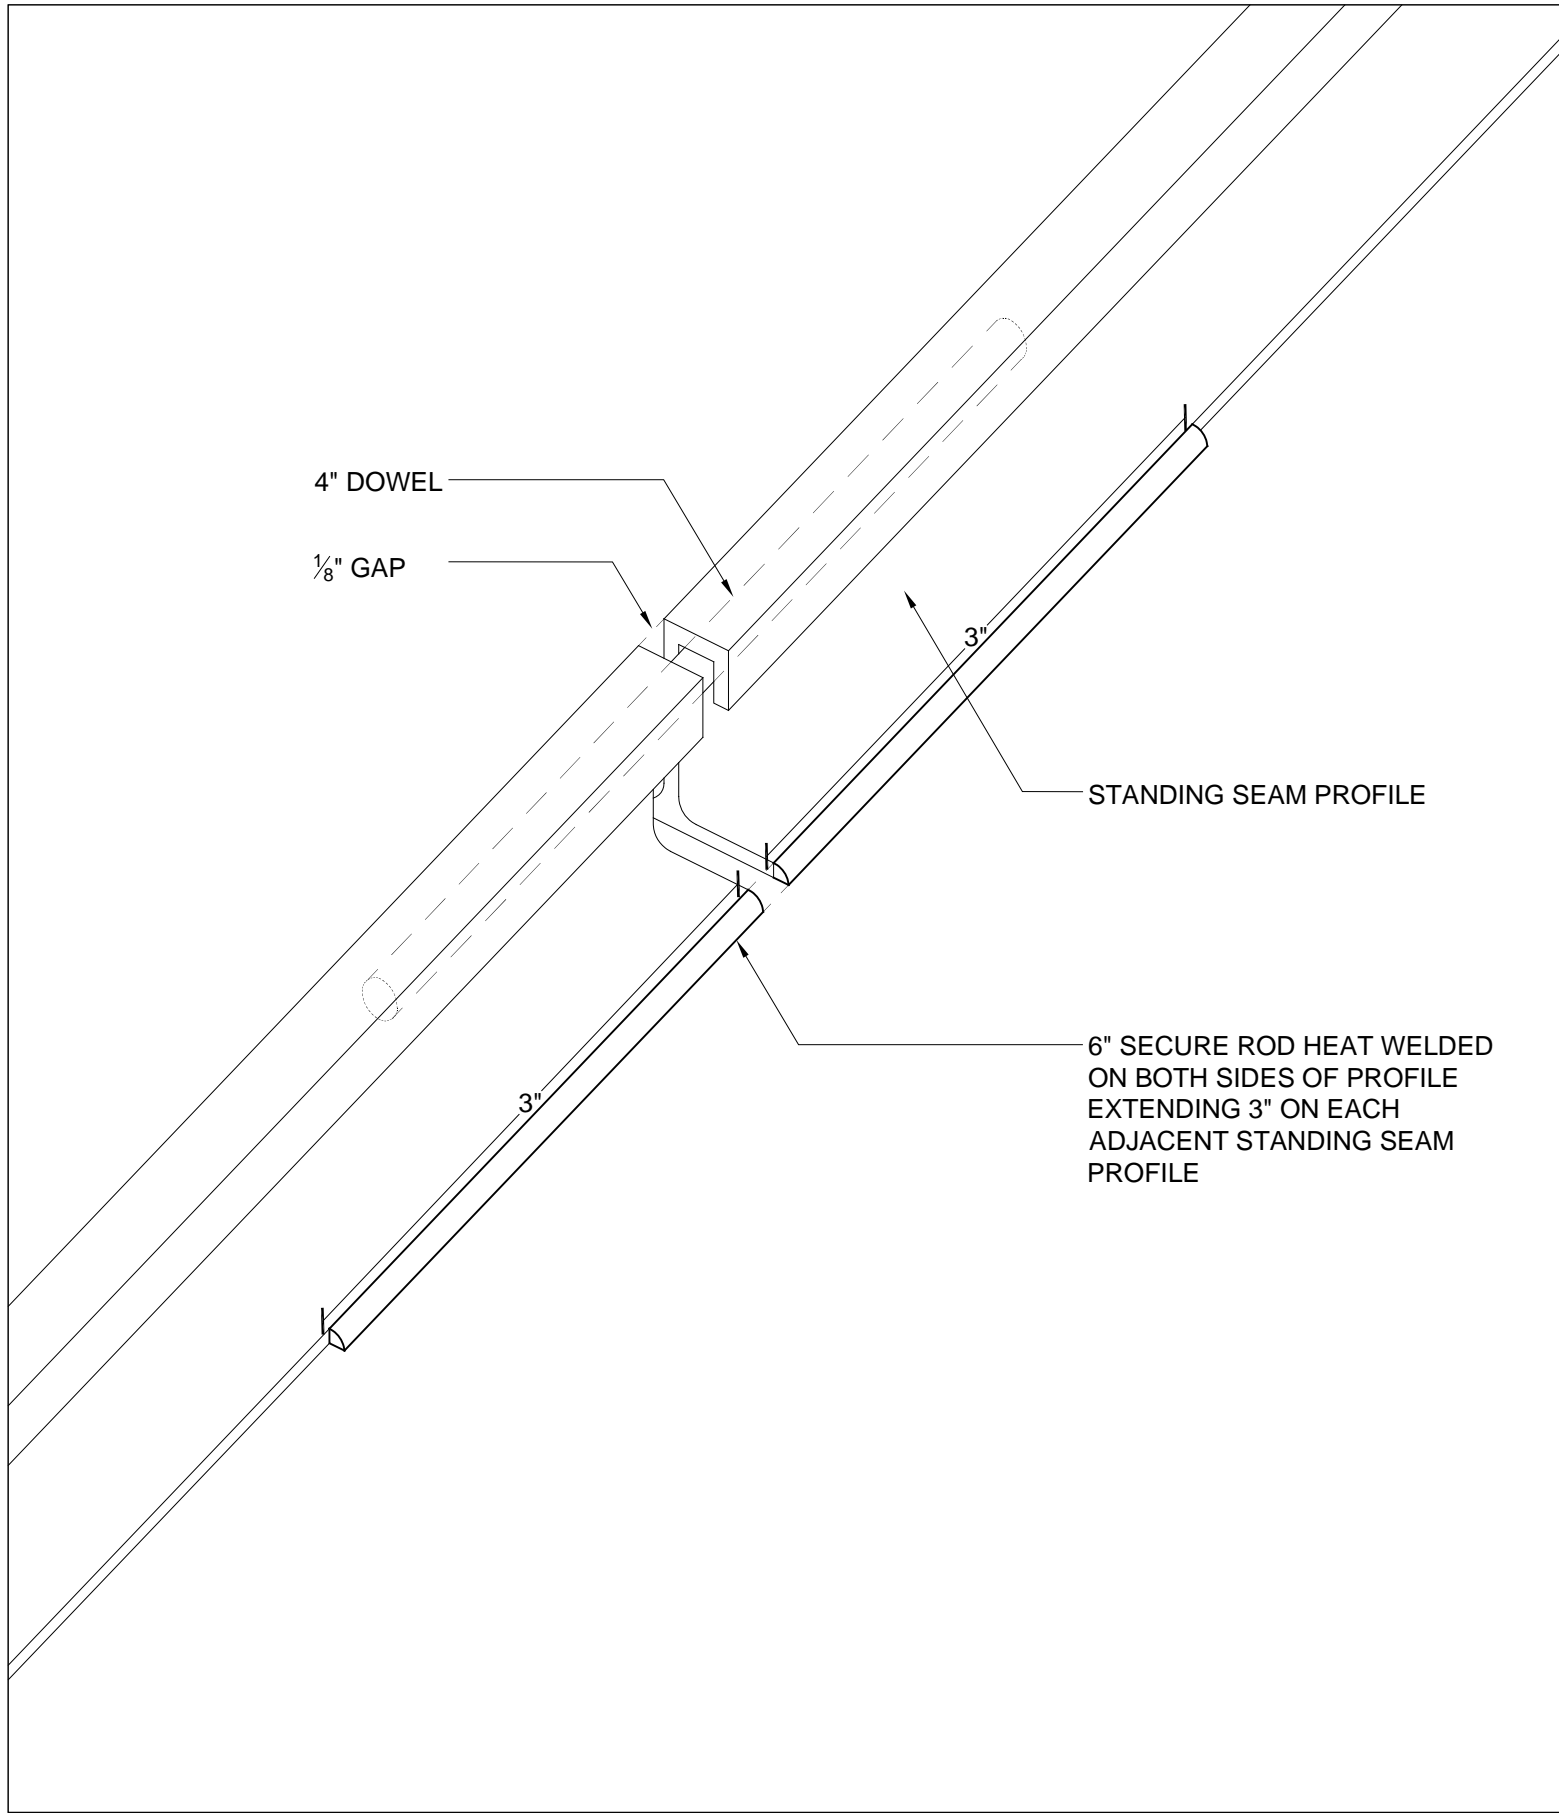 4" DOWEL
⅛" GAP
3"
STANDING SEAM PROFILE
6" SECURE ROD HEAT WELDED
ON BOTH SIDES OF PROFILE
EXTENDING 3" ON EACH
ADJACENT STANDING SEAM
PROFILE
3"